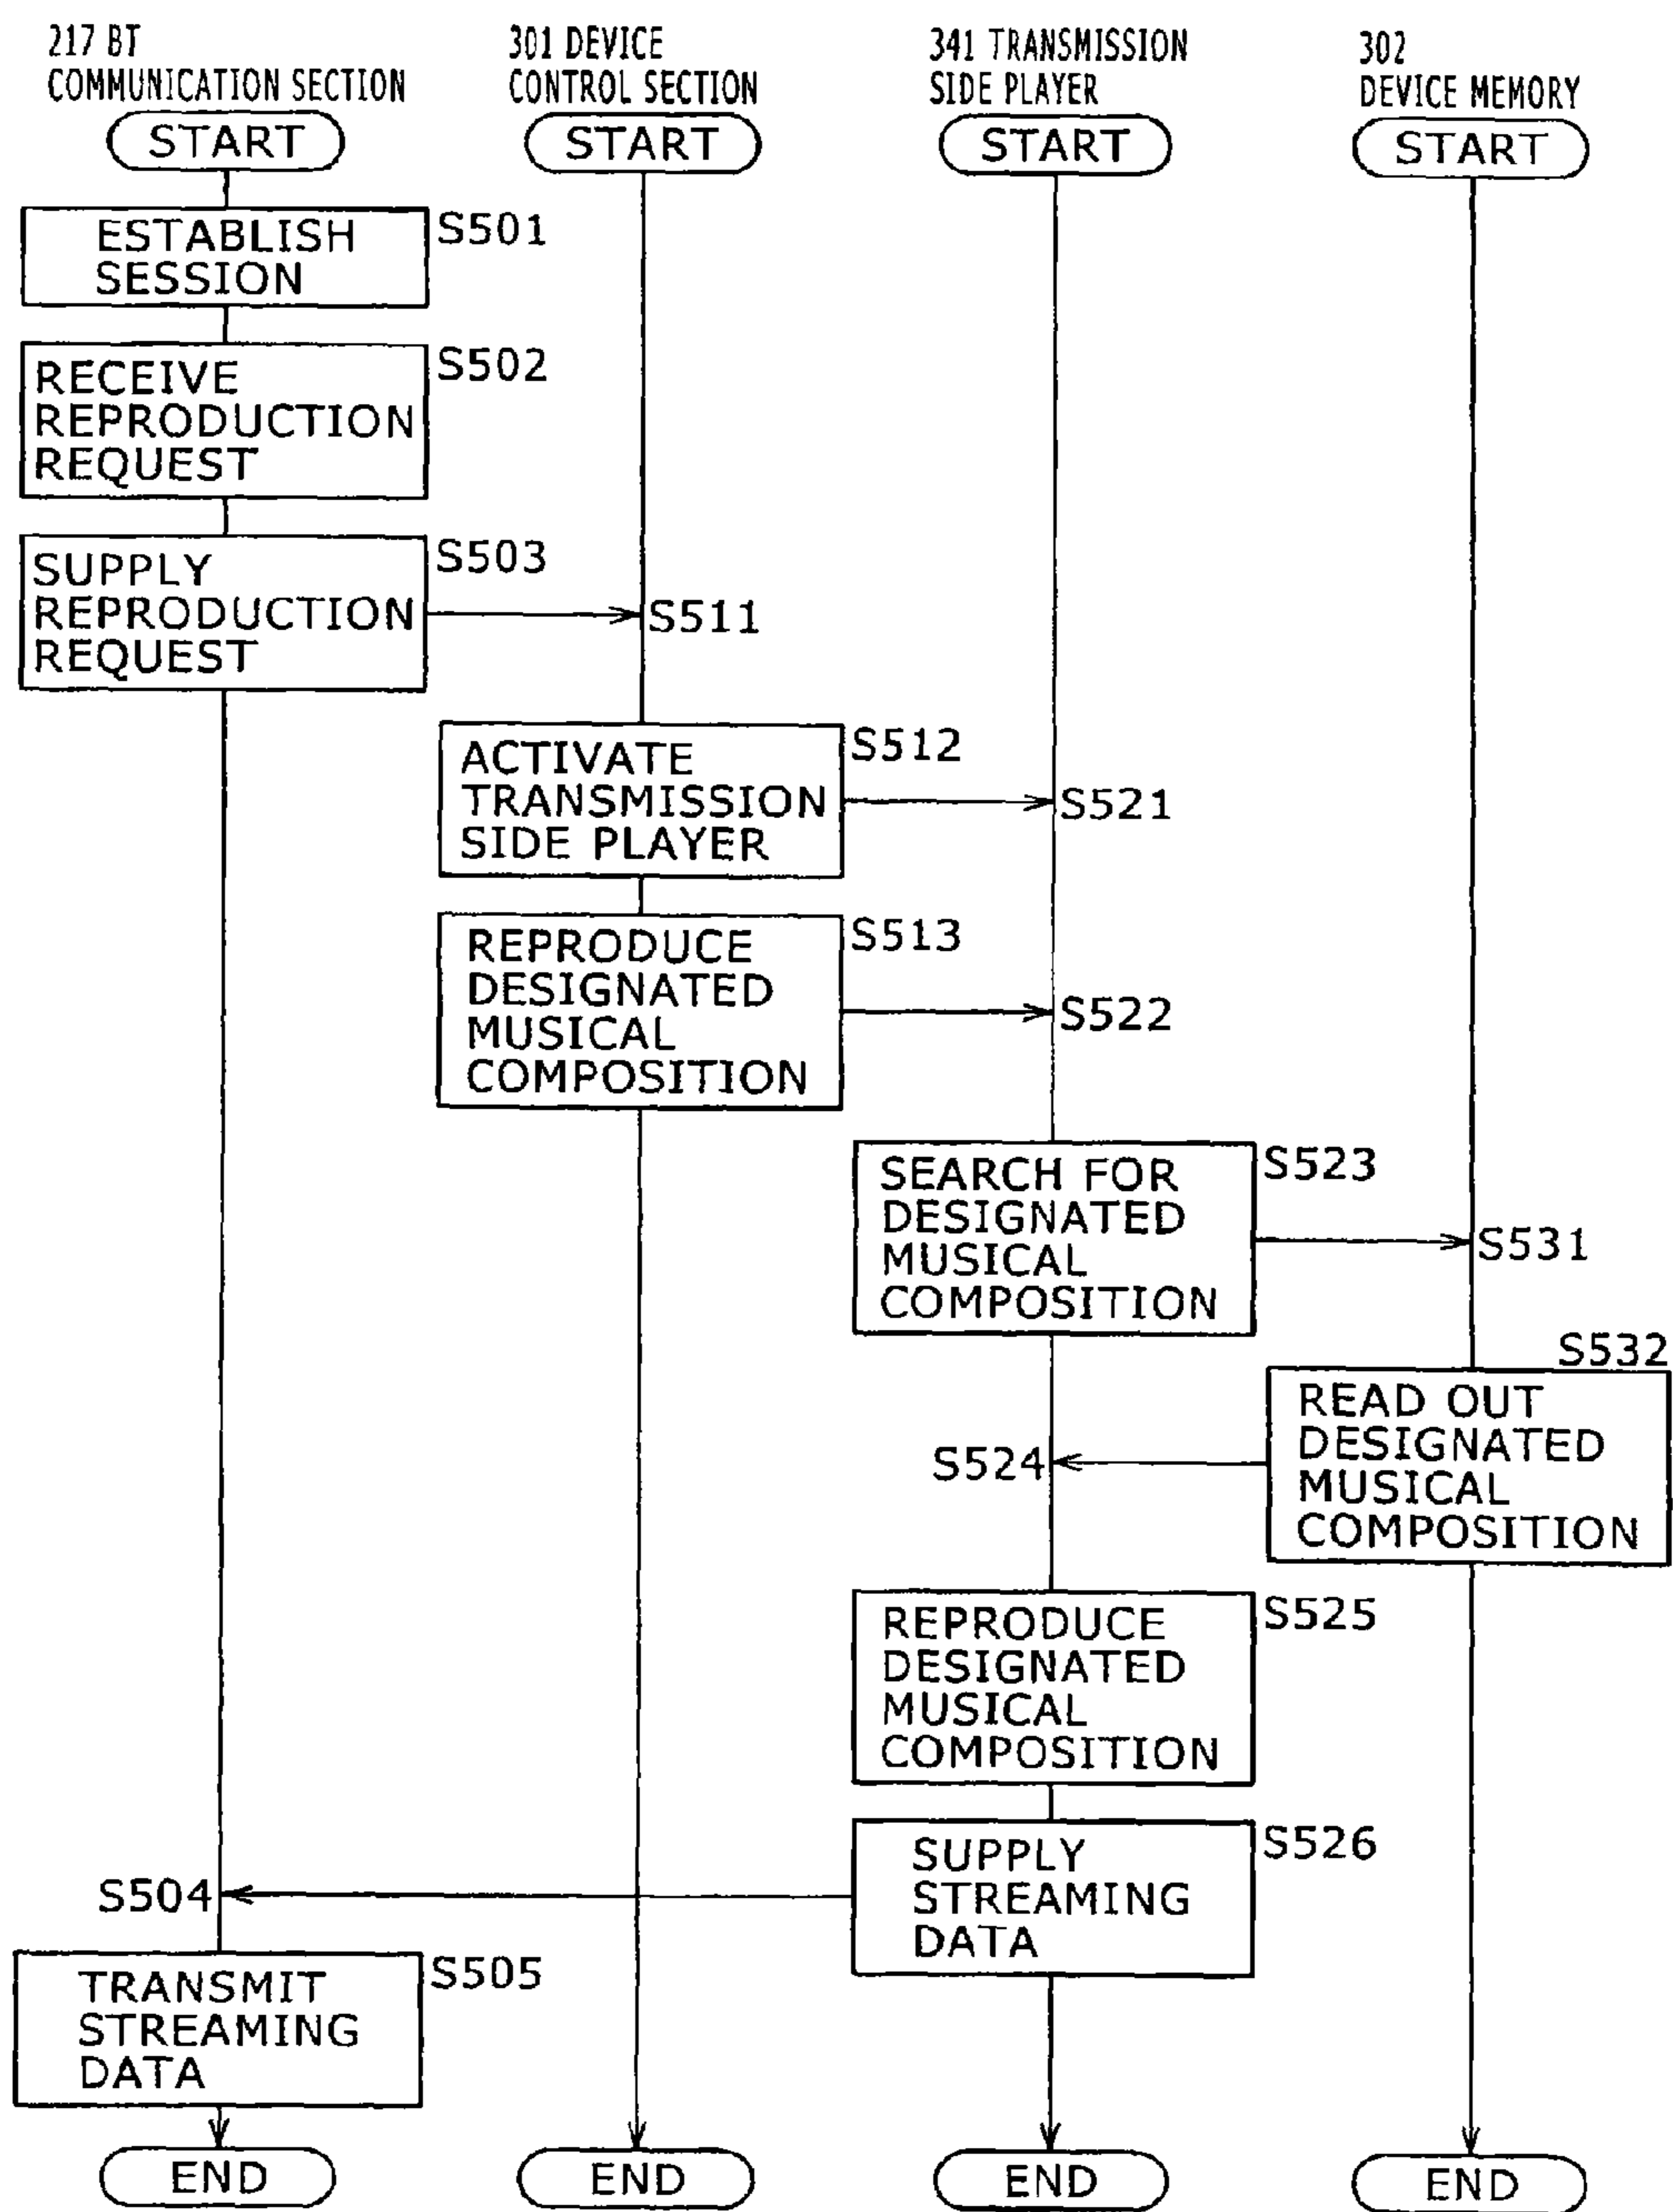 217 BT
COMMUNICATION SECTION
301 DEVICE
CONTROL SECTION
341 TRANSMISSION
SIDE PLAYER
302
DEVICE MEMORY
START
START
START
START
ESTABLISH
SESSION
S501
RECEIVE
REPRODUCTION
REQUEST
S502
SUPPLY
REPRODUCTION
REQUEST
S503
S511
ACTIVATE
TRANSMISSION
SIDE PLAYER
S512
S521
REPRODUCE
DESIGNATED
MUSICAL
COMPOSITION
S513
S522
SEARCH FOR
DESIGNATED
MUSICAL
COMPOSITION
S523
S531
S532
READ OUT
DESIGNATED
MUSICAL
COMPOSITION
S524
REPRODUCE
DESIGNATED
MUSICAL
COMPOSITION
S525
SUPPLY
STREAMING
DATA
S526
S504
TRANSMIT
STREAMING
DATA
S505
END
END
END
END